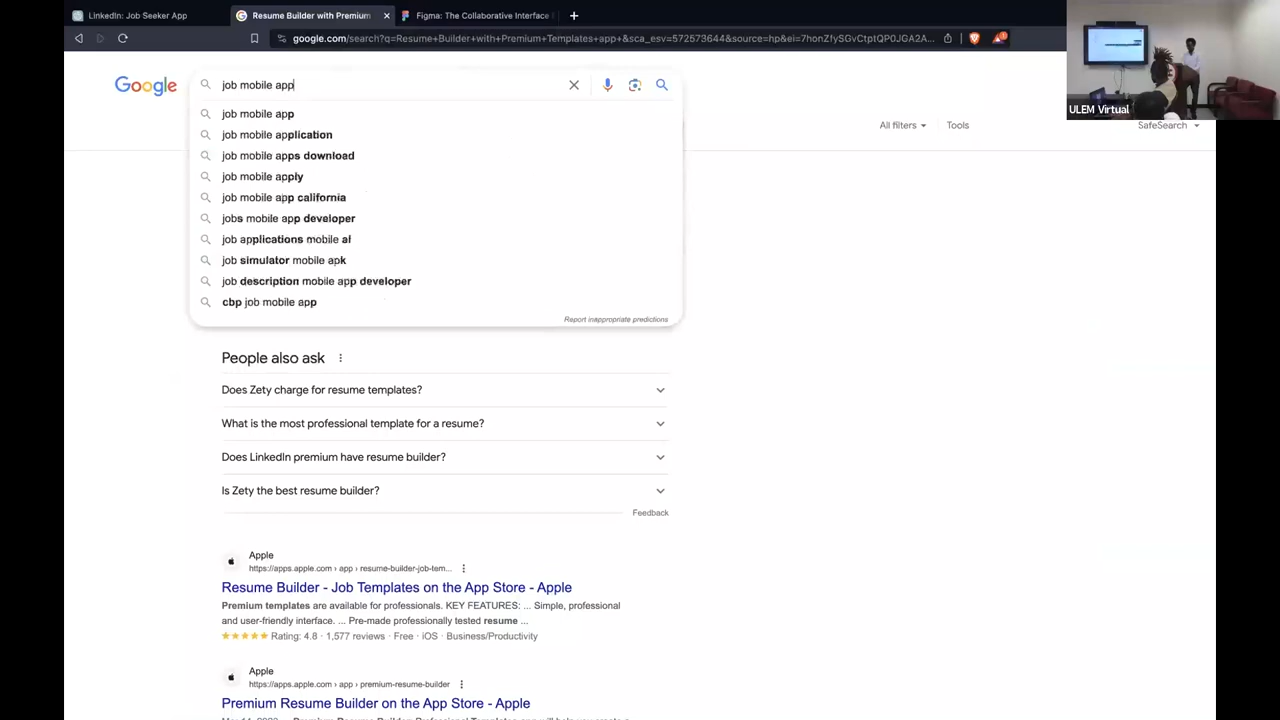 LinkedIn: Job Seeker App
Resume Builder with Premium
Figma: The Collaborative Interface
google.com/search?q=Resume+Builder+with+Premium+Templates+app+&sca_esv=572573644&source=hp&ei=7honZfySGvCtptQP0JGA2A...
Google
job mobile app
ULEM Virtual
All filters
Tools
SafeSearch
job mobile app
job mobile application
job mobile apps download
job mobile apply
job mobile app california
jobs mobile app developer
job applications mobile al
job simulator mobile apk
job description mobile app developer
cbp job mobile app
Report inappropriate predictions
People also ask
Does Zety charge for resume templates?
What is the most professional template for a resume?
Does LinkedIn premium have resume builder?
Is Zety the best resume builder?
Feedback
Apple
https://apps.apple.com › app › resume-builder-job-tem...
Resume Builder - Job Templates on the App Store - Apple
Premium templates are available for professionals. KEY FEATURES: ... Simple, professional
and user-friendly interface. ... Pre-made professionally tested resume ...
Rating: 4.8 · 1,577 reviews · Free · iOS · Business/Productivity
Apple
https://apps.apple.com › app › premium-resume-builder
Premium Resume Builder on the App Store - Apple